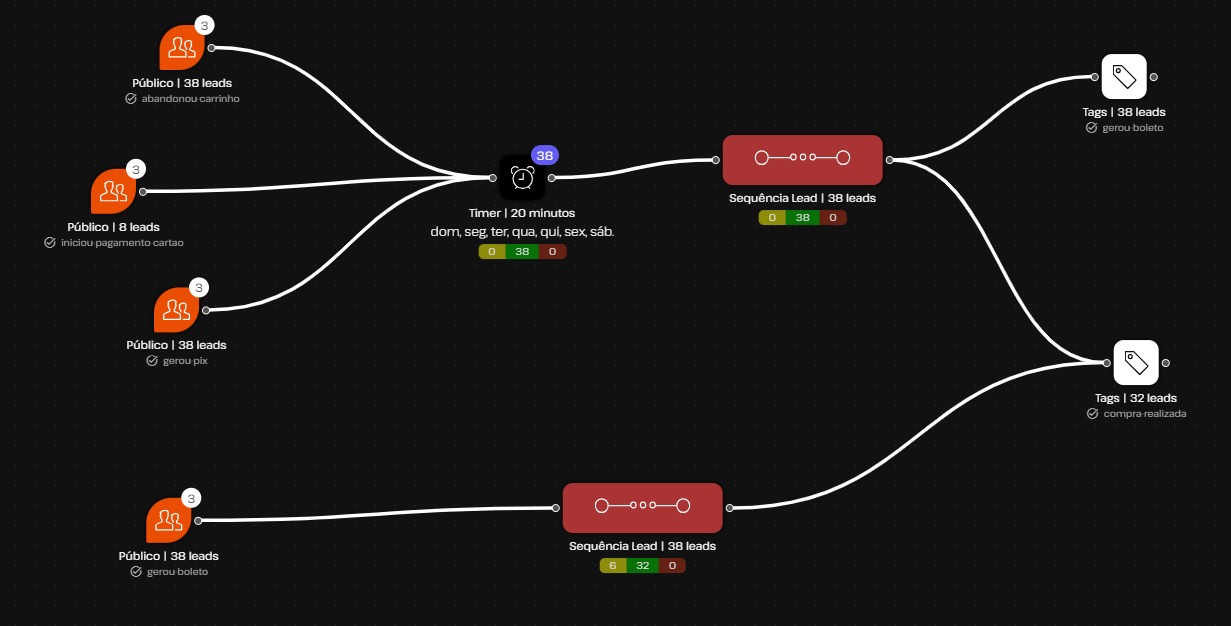 3
Público | 38 leads
abandonou carrinho
3
Público | 8 leads
iniciou pagamento cartao
3
Público | 38 leads
gerou pix
38
Timer | 20 minutos
dom, seg, ter, qua, qui, sex, sáb.
0 38 0
Sequência Lead | 38 leads
0 38 0
Tags | 38 leads
gerou boleto
Tags | 32 leads
compra realizada
3
Público | 38 leads
gerou boleto
Sequência Lead | 38 leads
6 32 0